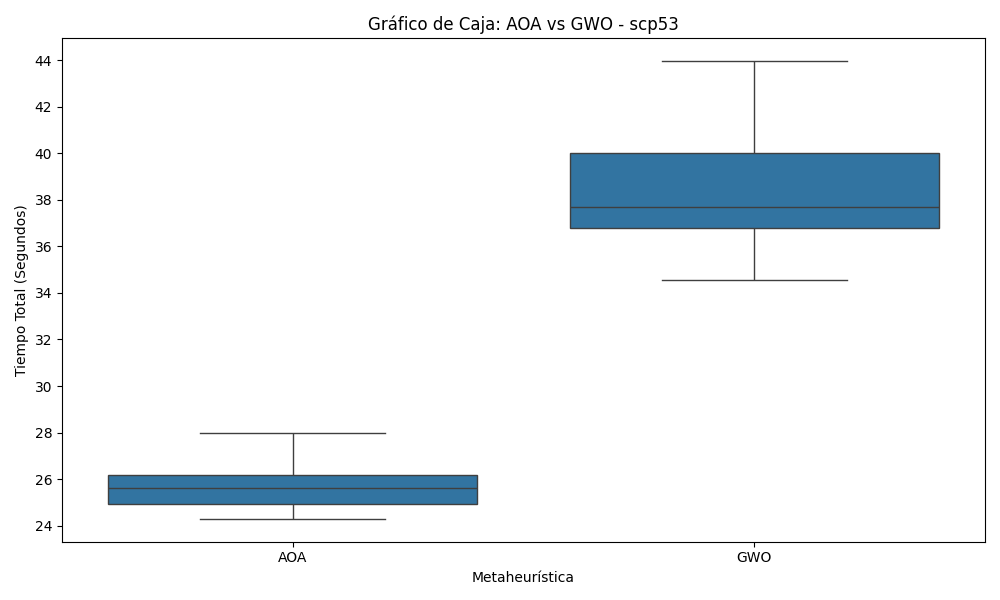 Gráfico de Caja: AOA vs GWO - scp53
Tiempo Total (Segundos)
44
42
40
38
36
34
32
30
28
26
24
AOA
GWO
Metaheurística